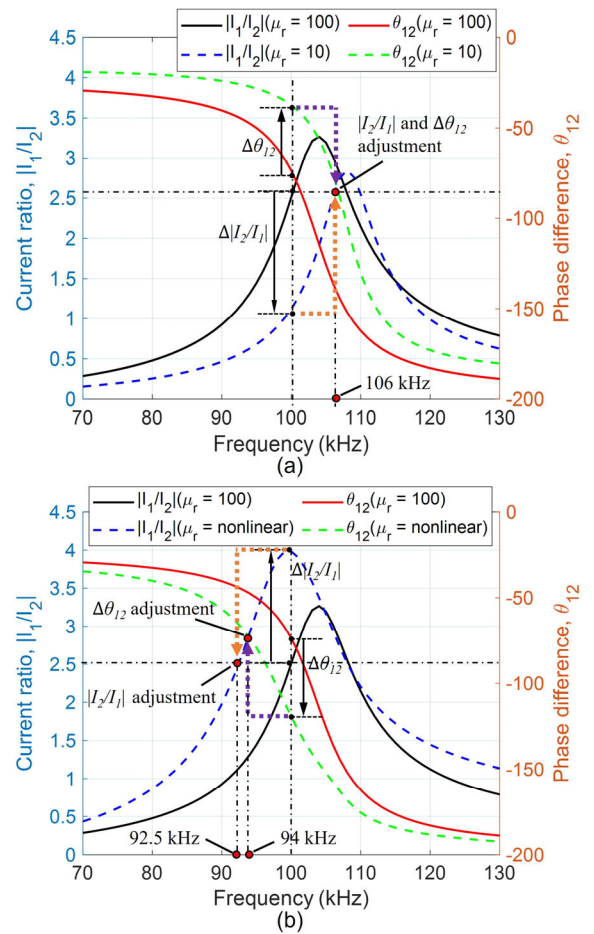 |I1/I2|(μr = 100) θ12(μr = 100)
|I1/I2|(μr = 10) θ12(μr = 10)
4.5
4
3.5
3
2.5
2
1.5
1
0.5
0
Current ratio, |I1/I2|
Δθ12
Δ|I2/I1|
|I2/I1| and Δθ12
adjustment
106 kHz
0
-50
-100
-150
-200
Phase difference, θ12
70 80 90 100 110 120 130
Frequency (kHz)
(a)
|I1/I2|(μr = 100) θ12(μr = 100)
|I1/I2|(μr = nonlinear) θ12(μr = nonlinear)
4.5
4
3.5
3
2.5
2
1.5
1
0.5
0
Current ratio, |I1/I2|
Δ|I2/I1|
Δθ12 adjustment
Δθ12
|I2/I1| adjustment
92.5 kHz
94 kHz
0
-50
-100
-150
-200
Phase difference, θ12
70 80 90 100 110 120 130
Frequency (kHz)
(b)